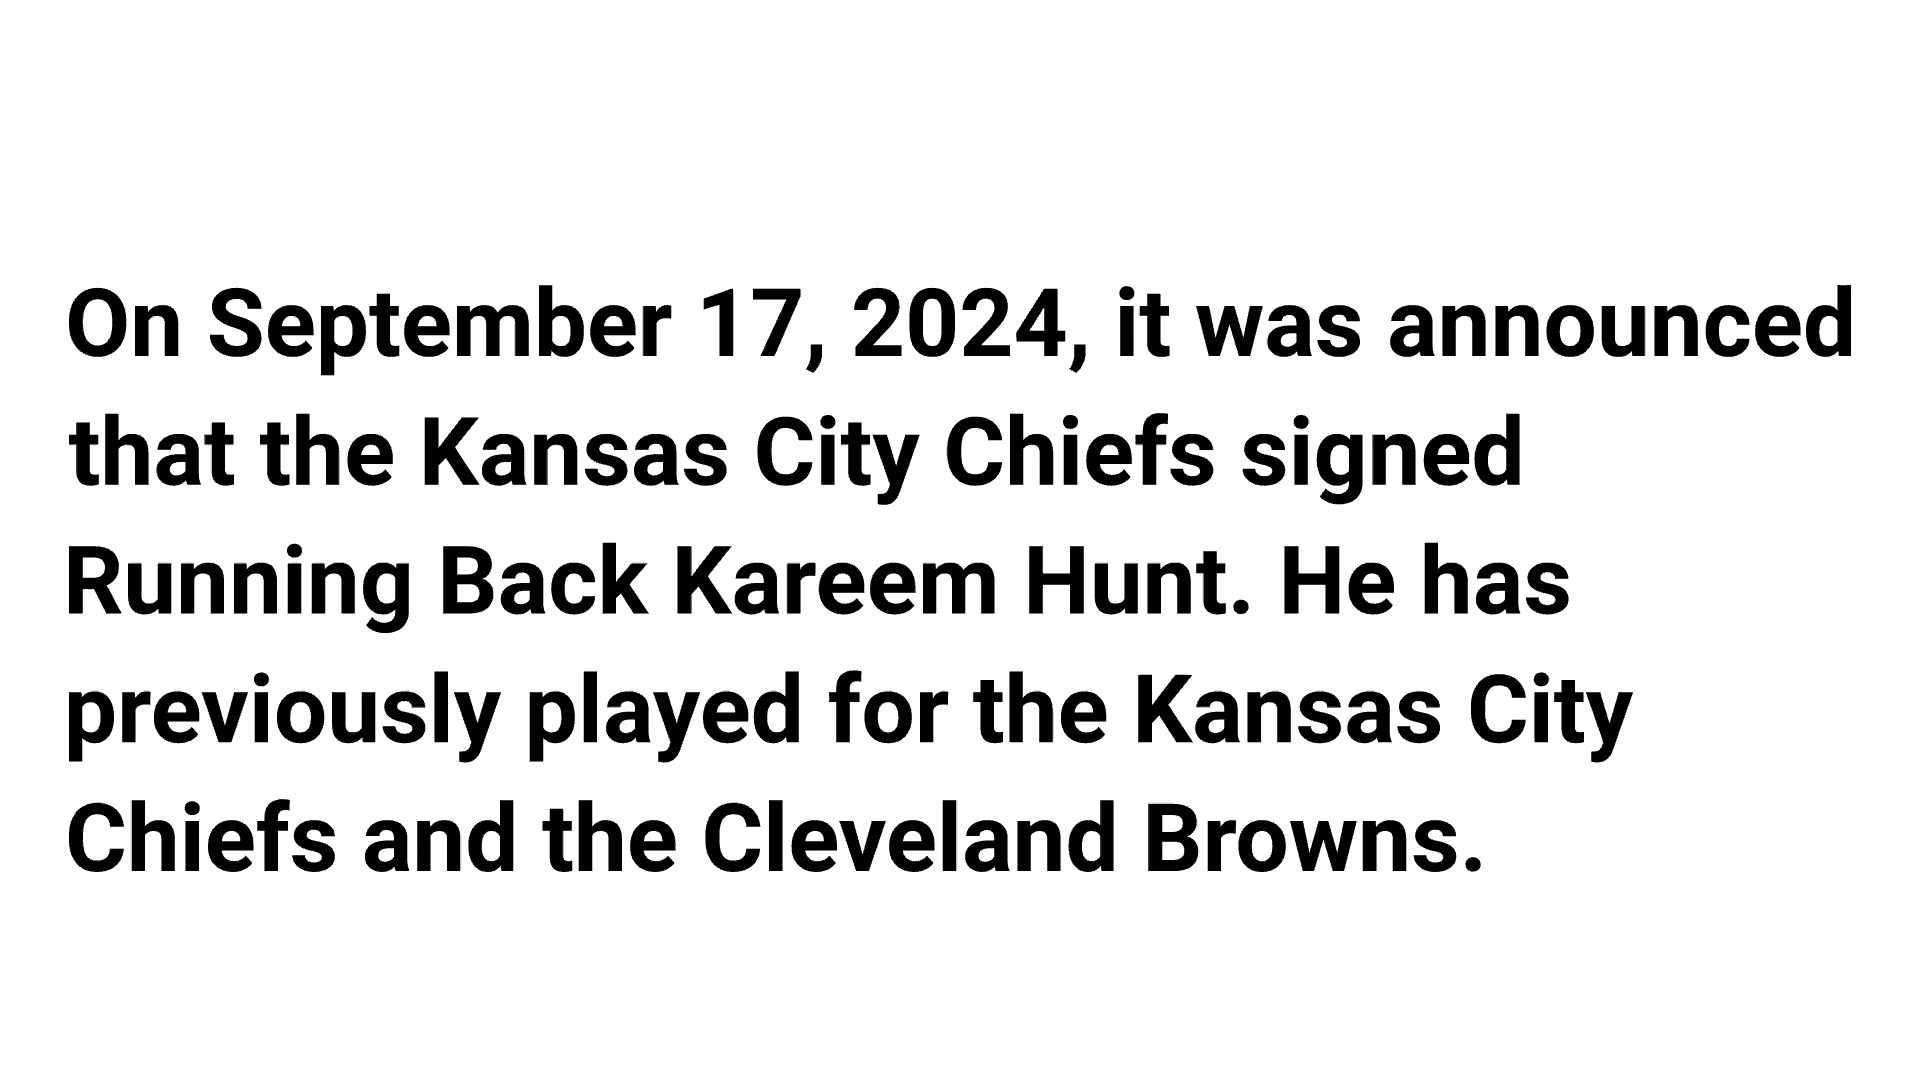 On September 17, 2024, it was announced
that the Kansas City Chiefs signed
Running Back Kareem Hunt. He has
previously played for the Kansas City
Chiefs and the Cleveland Browns.